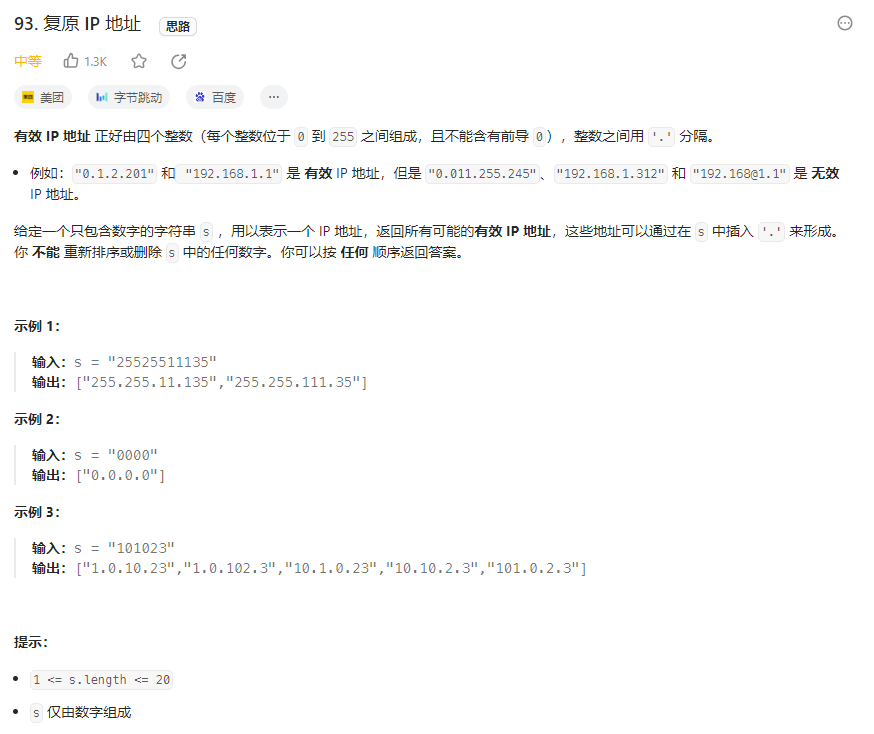 93. 复原 IP 地址 思路
中等 1.3K
美团 字节跳动 百度 ...
有效 IP 地址 正好由四个整数（每个整数位于 0 到 255 之间组成，且不能含有前导 0），整数之间用 '.' 分隔。
• 例如："0.1.2.201" 和 "192.168.1.1" 是 有效 IP 地址，但是 "0.011.255.245"、"192.168.1.312" 和 "192.168@1.1" 是 无效
IP 地址。
给定一个只包含数字的字符串 s ，用以表示一个 IP 地址，返回所有可能的有效 IP 地址，这些地址可以通过在 s 中插入 '.' 来形成。
你 不能 重新排序或删除 s 中的任何数字。你可以按 任何 顺序返回答案。
示例 1：
输入：s = "25525511135"
输出：["255.255.11.135","255.255.111.35"]
示例 2：
输入：s = "0000"
输出：["0.0.0.0"]
示例 3：
输入：s = "101023"
输出：["1.0.10.23","1.0.102.3","10.1.0.23","10.10.2.3","101.0.2.3"]
提示：
• 1 <= s.length <= 20
• s 仅由数字组成